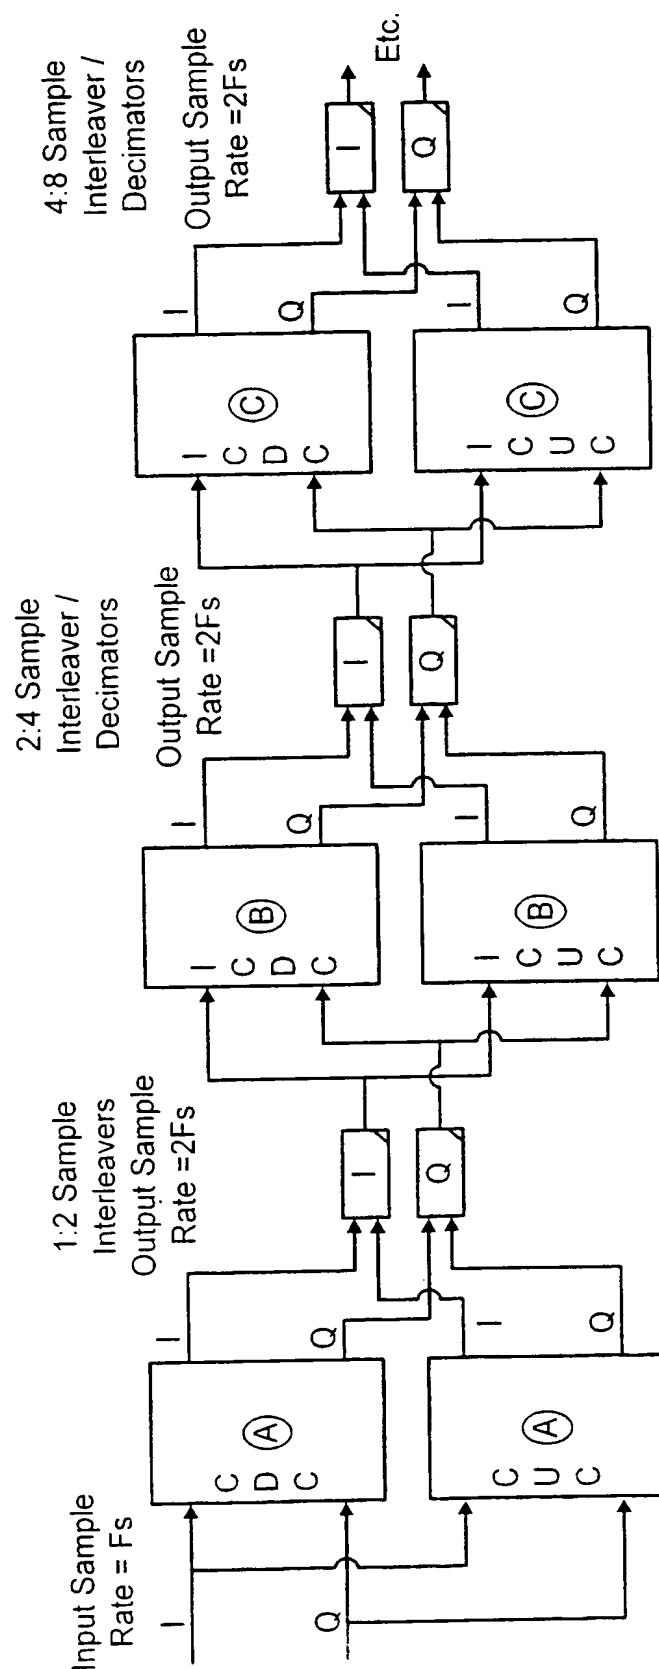 Input Sample
Rate = Fs
I
Q
C
D
C
A
C
U
C
A
I
Q
I
Q
1:2 Sample
Interleavers
Output Sample
Rate =2Fs
I
Q
I
C
D
C
B
I
C
U
C
B
I
Q
I
Q
2:4 Sample
Interleaver /
Decimators
Output Sample
Rate =2Fs
I
Q
I
C
D
C
C
I
C
U
C
C
I
Q
I
Q
4:8 Sample
Interleaver /
Decimators
Output Sample
Rate =2Fs
I
Q
Etc.